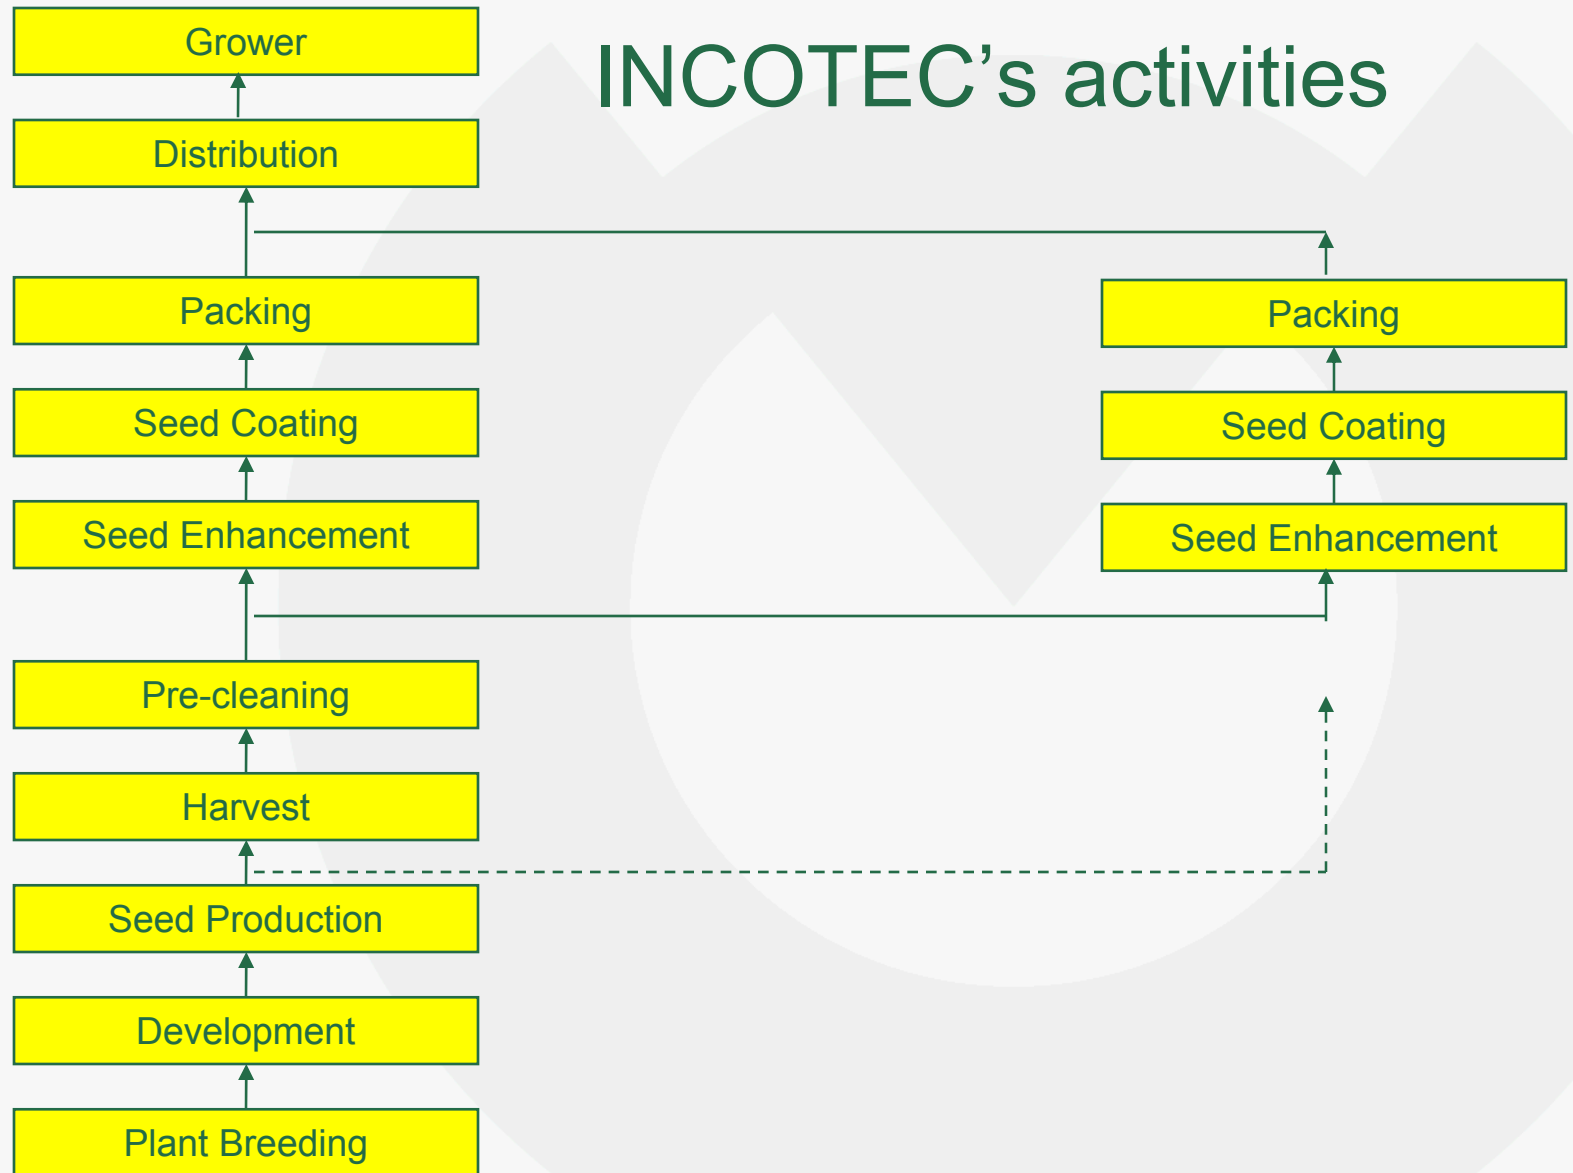 INCOTEC’s activities
Grower
Distribution
Packing
Seed Coating
Seed Enhancement
Pre-cleaning
Harvest
Seed Production
Development
Plant Breeding
Packing
Seed Coating
Seed Enhancement